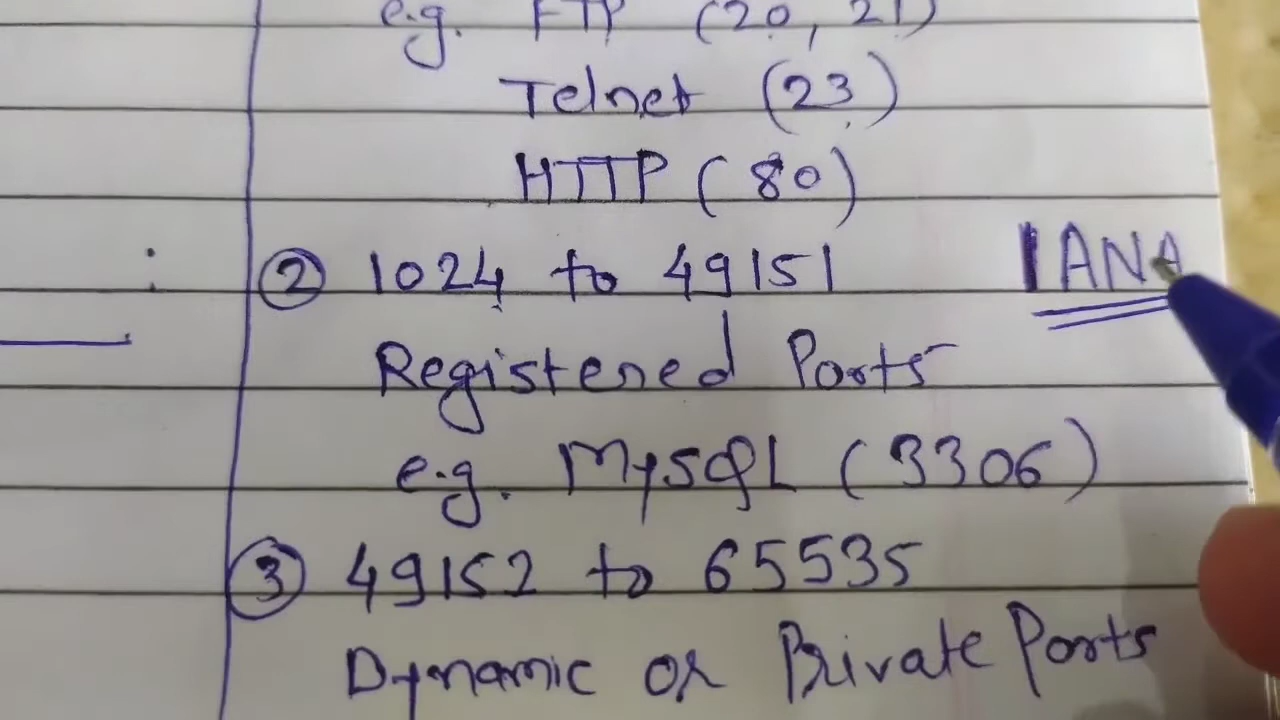 e.g. FTP (20, 21)
Telnet (23)
HTTP (80)
② 1024 to 49151 IANA
Registered Ports
e.g. MySQL (3306)
③ 49152 to 65535
Dynamic or Private Ports